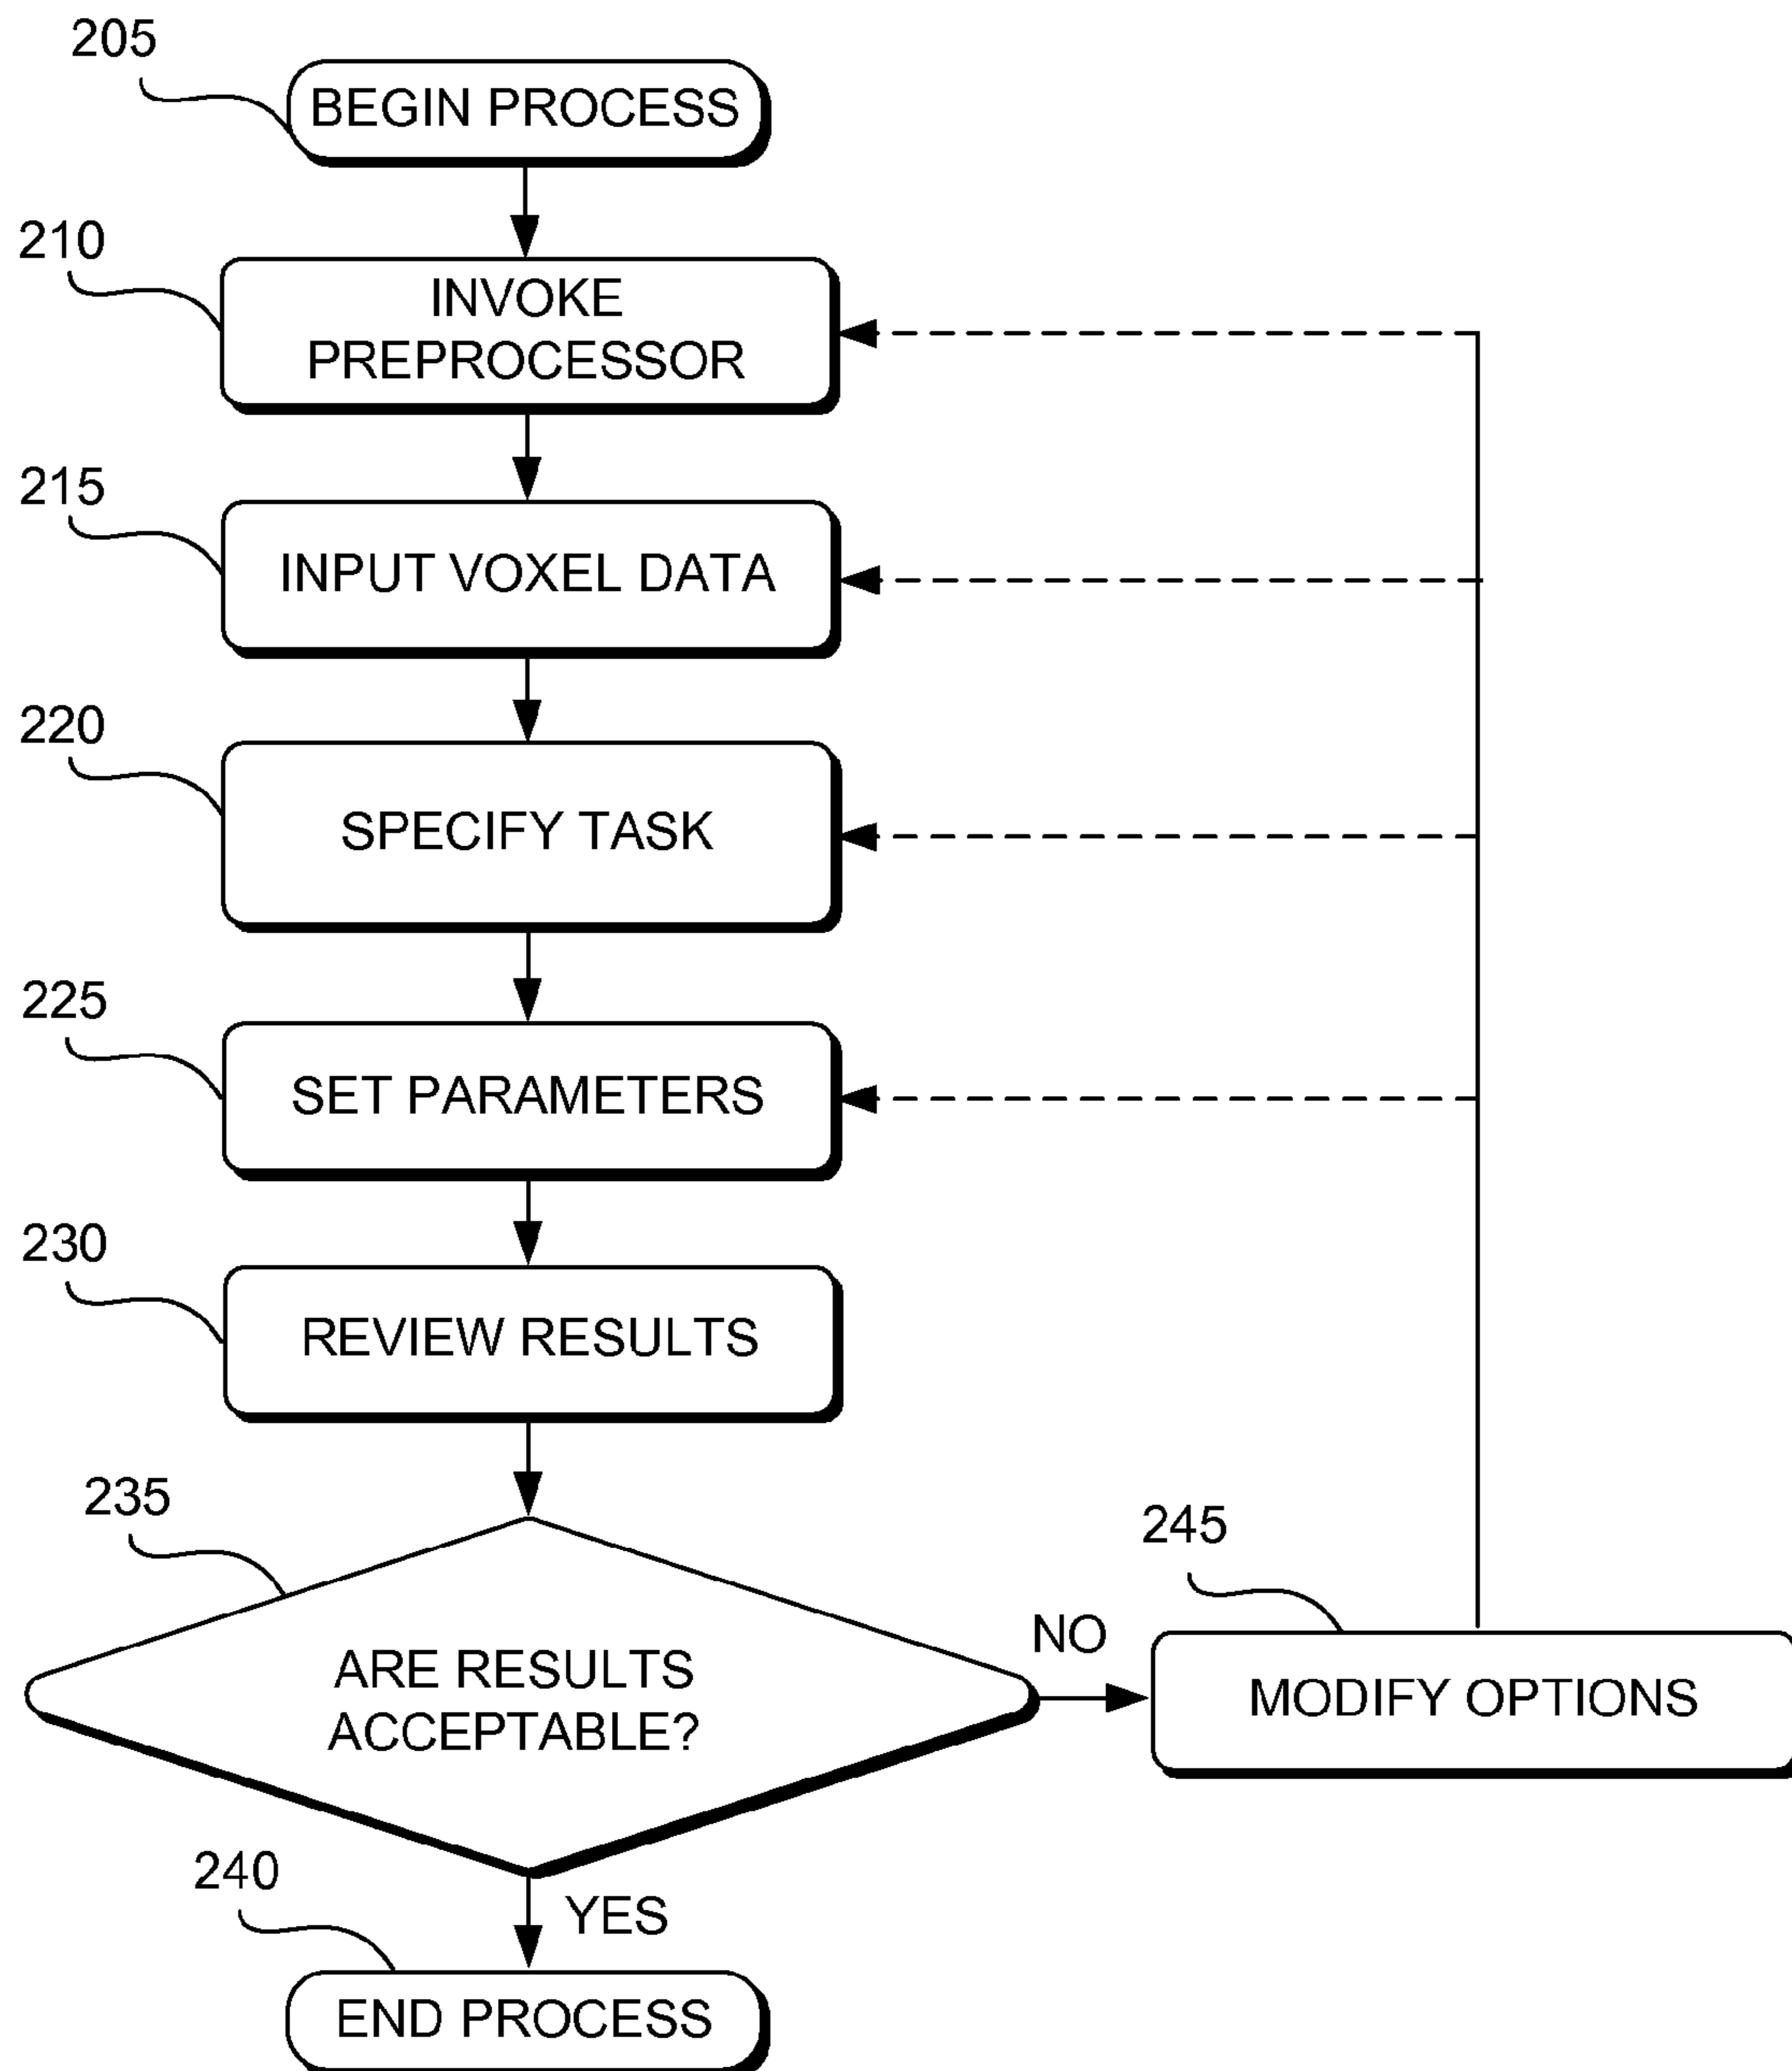 205
BEGIN PROCESS
210
INVOKE
PREPROCESSOR
215
INPUT VOXEL DATA
220
SPECIFY TASK
225
SET PARAMETERS
230
REVIEW RESULTS
235
ARE RESULTS
ACCEPTABLE?
NO
245
MODIFY OPTIONS
240
YES
END PROCESS